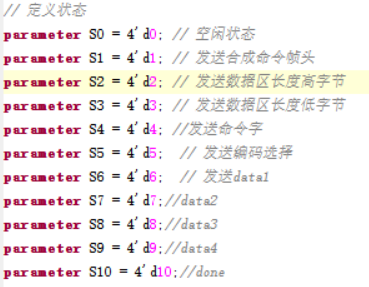 // 定义状态
parameter S0 = 4'd0; // 空闲状态
parameter S1 = 4'd1; // 发送合成命令帧头
parameter S2 = 4'd2; // 发送数据区长度高字节
parameter S3 = 4'd3; // 发送数据区长度低字节
parameter S4 = 4'd4; //发送命令字
parameter S5 = 4'd5;  // 发送编码选择
parameter S6 = 4'd6;  // 发送data1
parameter S7 = 4'd7;//data2
parameter S8 = 4'd8;//data3
parameter S9 = 4'd9;//data4
parameter S10 = 4'd10;//done